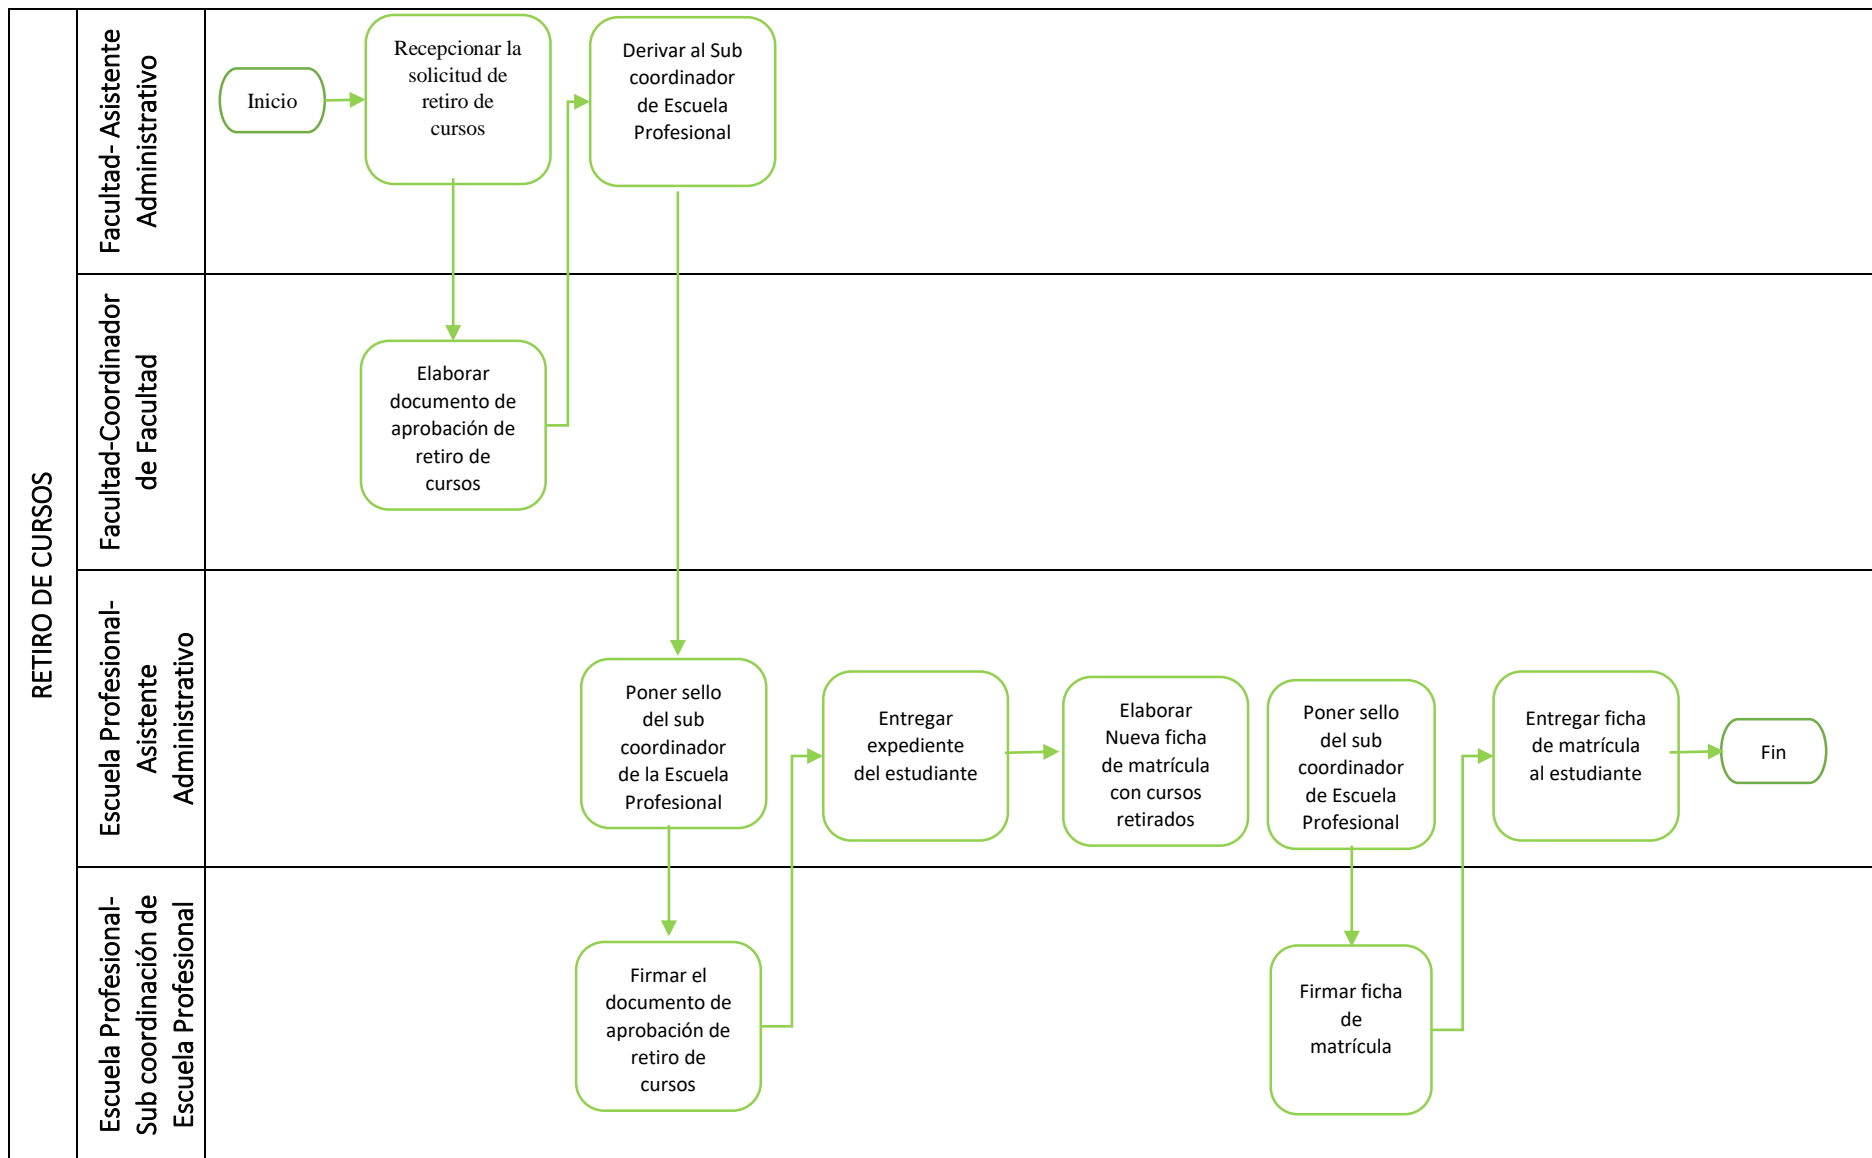 RETIRO DE CURSOS
Facultad- Asistente
Administrativo
Inicio
Recepcionar la
solicitud de
retiro de
cursos
Derivar al Sub
coordinador
de Escuela
Profesional
Facultad-Coordinador
de Facultad
Elaborar
documento de
aprobación de
retiro de
cursos
Escuela Profesional-
Asistente
Administrativo
Poner sello
del sub
coordinador
de la Escuela
Profesional
Entregar
expediente
del estudiante
Elaborar
Nueva ficha
de matrícula
con cursos
retirados
Poner sello
del sub
coordinador
de Escuela
Profesional
Entregar ficha
de matrícula
al estudiante
Fin
Escuela Profesional-
Sub coordinación de
Escuela Profesional
Firmar el
documento de
aprobación de
retiro de
cursos
Firmar ficha
de
matrícula